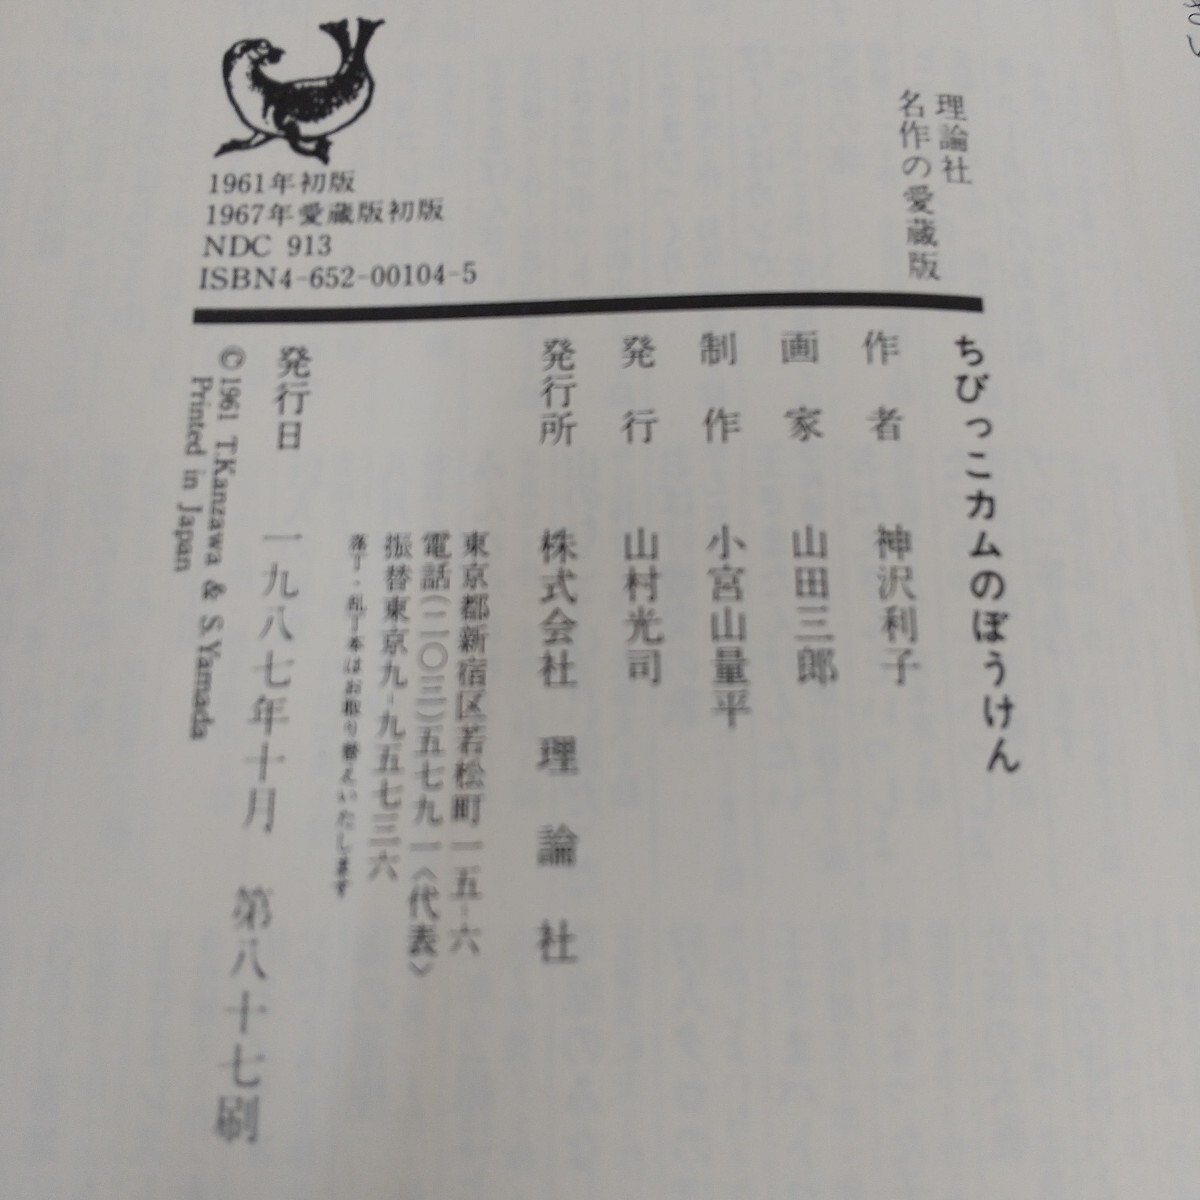 理論社
名作の愛蔵版
1961年初版
1967年愛蔵版初版
NDC 913
ISBN4-652-00104-5
ちびっこカムのぼうけん
作者 神沢利子
画家 山田三郎
制作 小宮山量平
発行 山村光司
発行所 株式会社 理論社
東京都新宿区若松町一五-六
電話(二〇三)五七九一〈代表〉
振替東京九-九五七三六
落丁・乱丁本はお取り替えいたします
発行日 一九八七年十月 第八十七刷
©1961 T.Kanzawa & S.Yamada
Printed in Japan